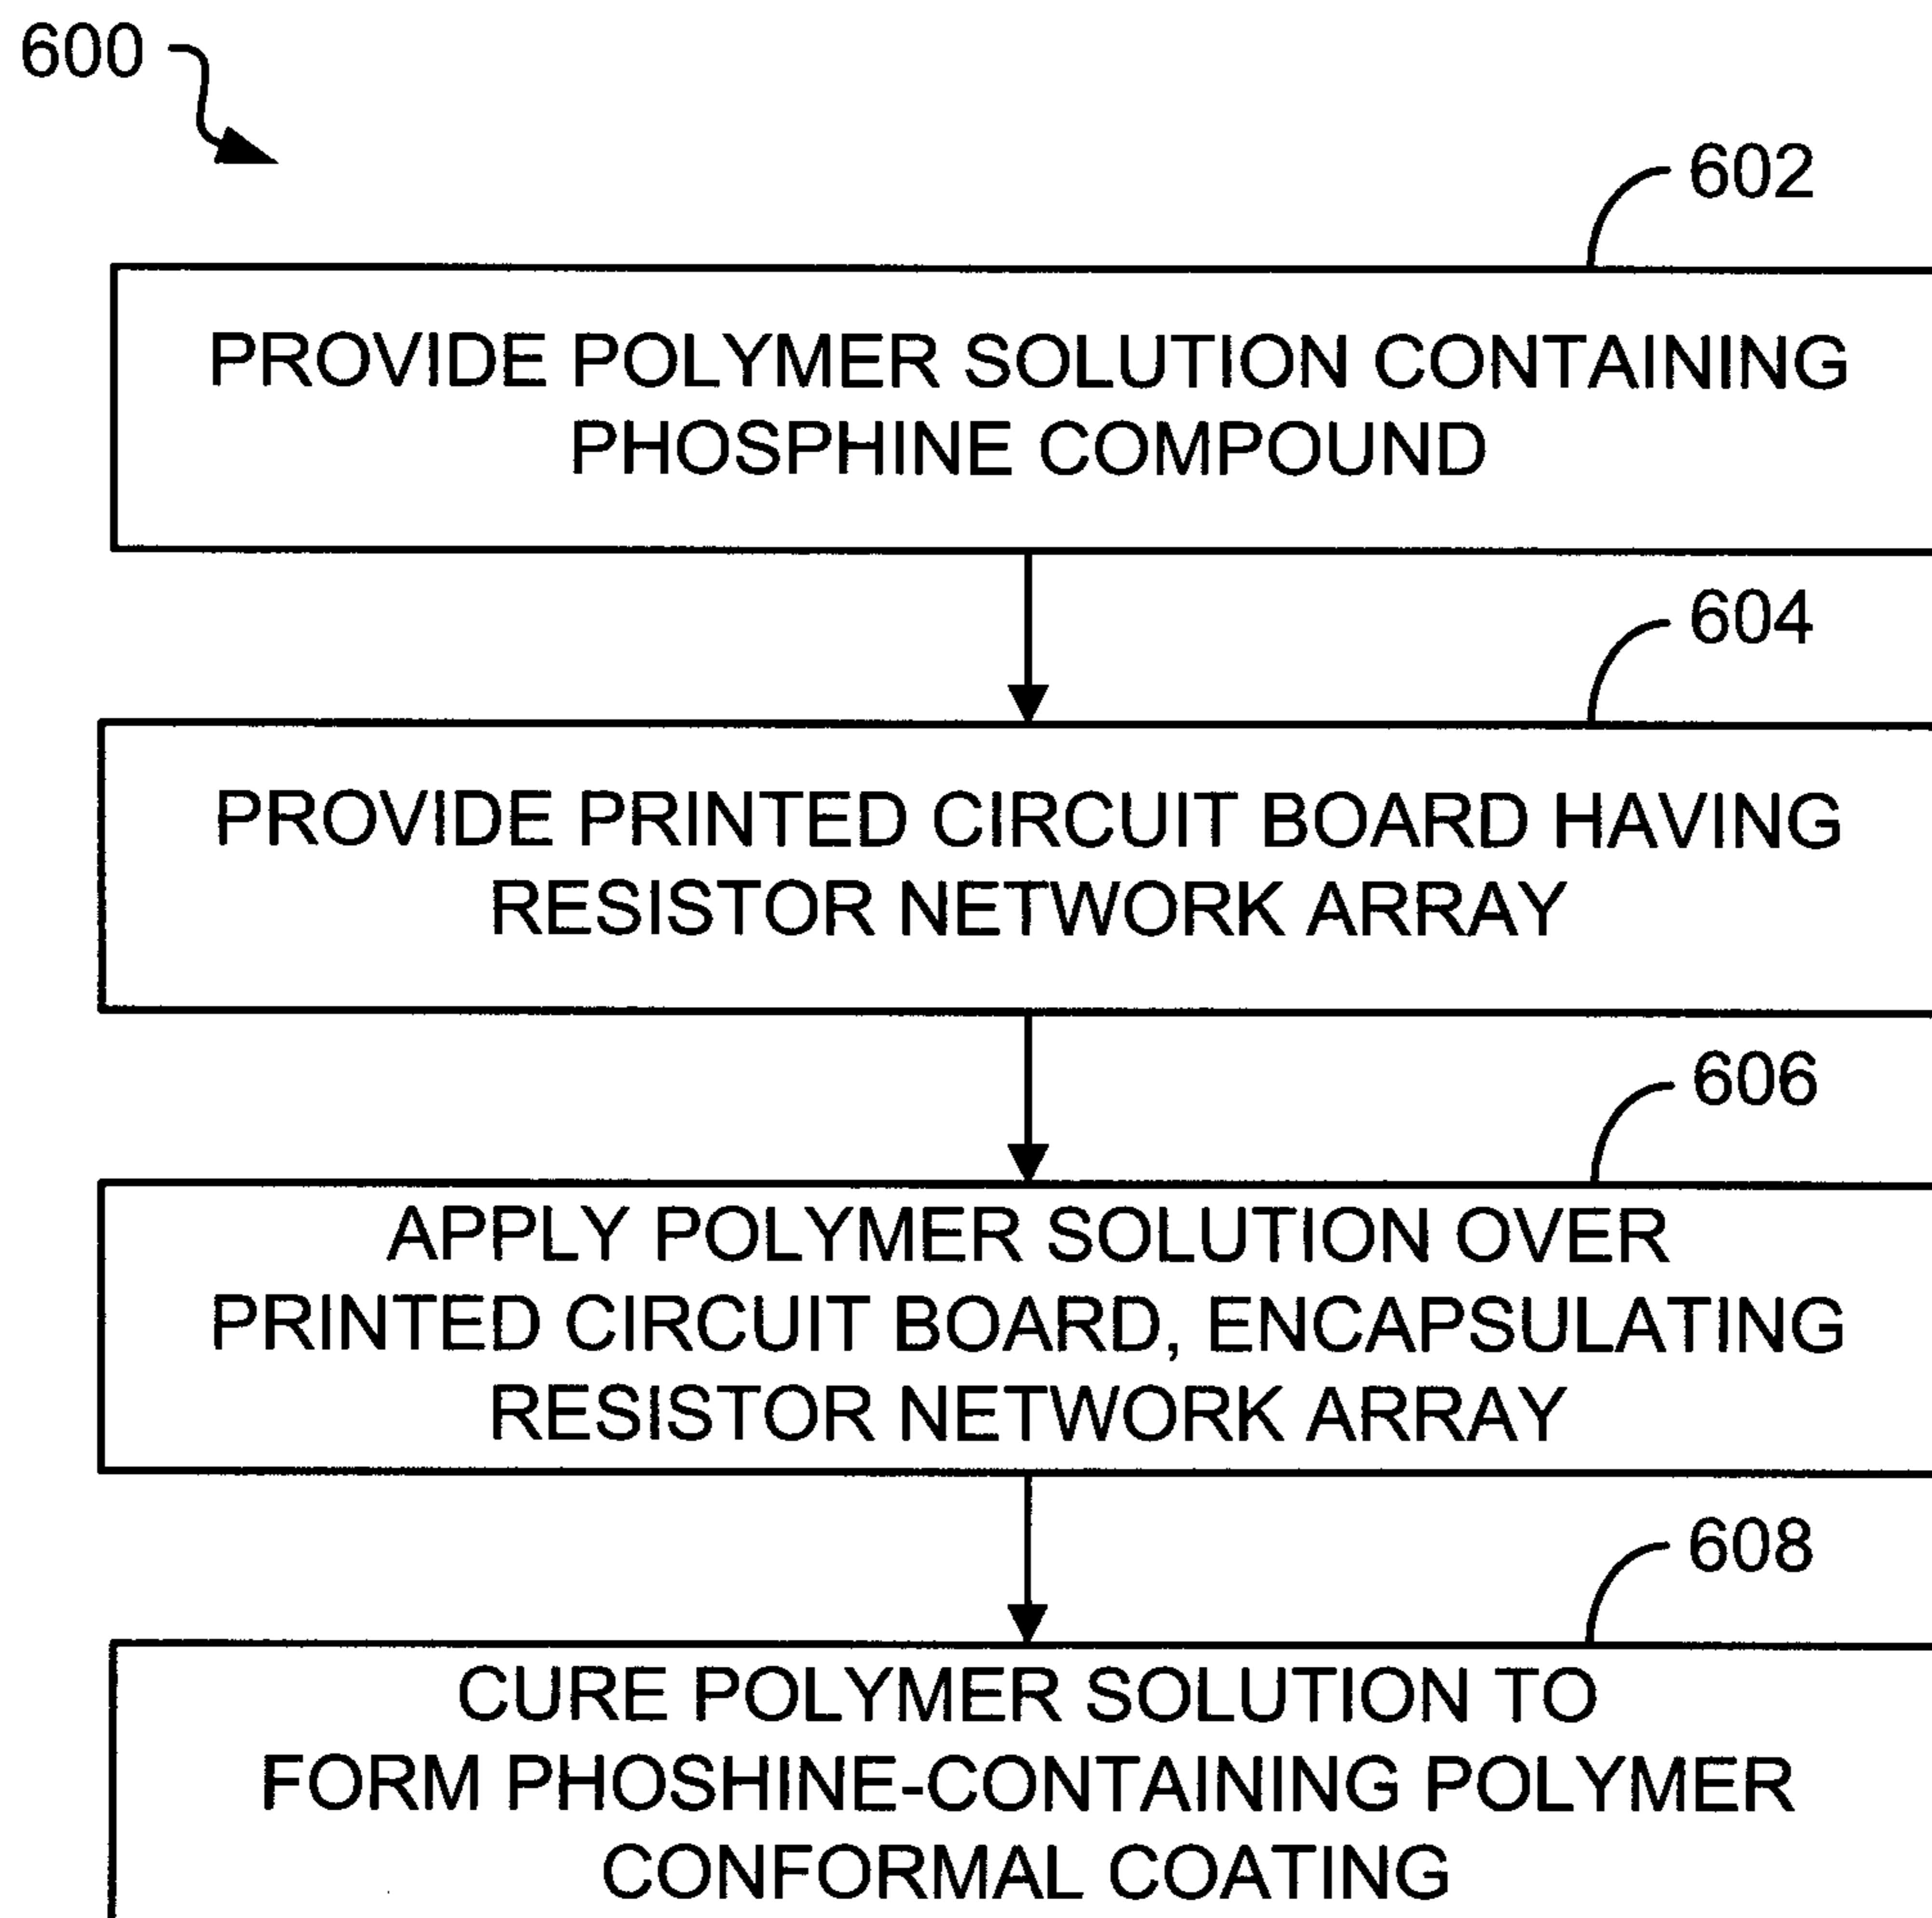 600
602
PROVIDE POLYMER SOLUTION CONTAINING
PHOSPHINE COMPOUND
604
PROVIDE PRINTED CIRCUIT BOARD HAVING
RESISTOR NETWORK ARRAY
606
APPLY POLYMER SOLUTION OVER
PRINTED CIRCUIT BOARD, ENCAPSULATING
RESISTOR NETWORK ARRAY
608
CURE POLYMER SOLUTION TO
FORM PHOSHINE-CONTAINING POLYMER
CONFORMAL COATING